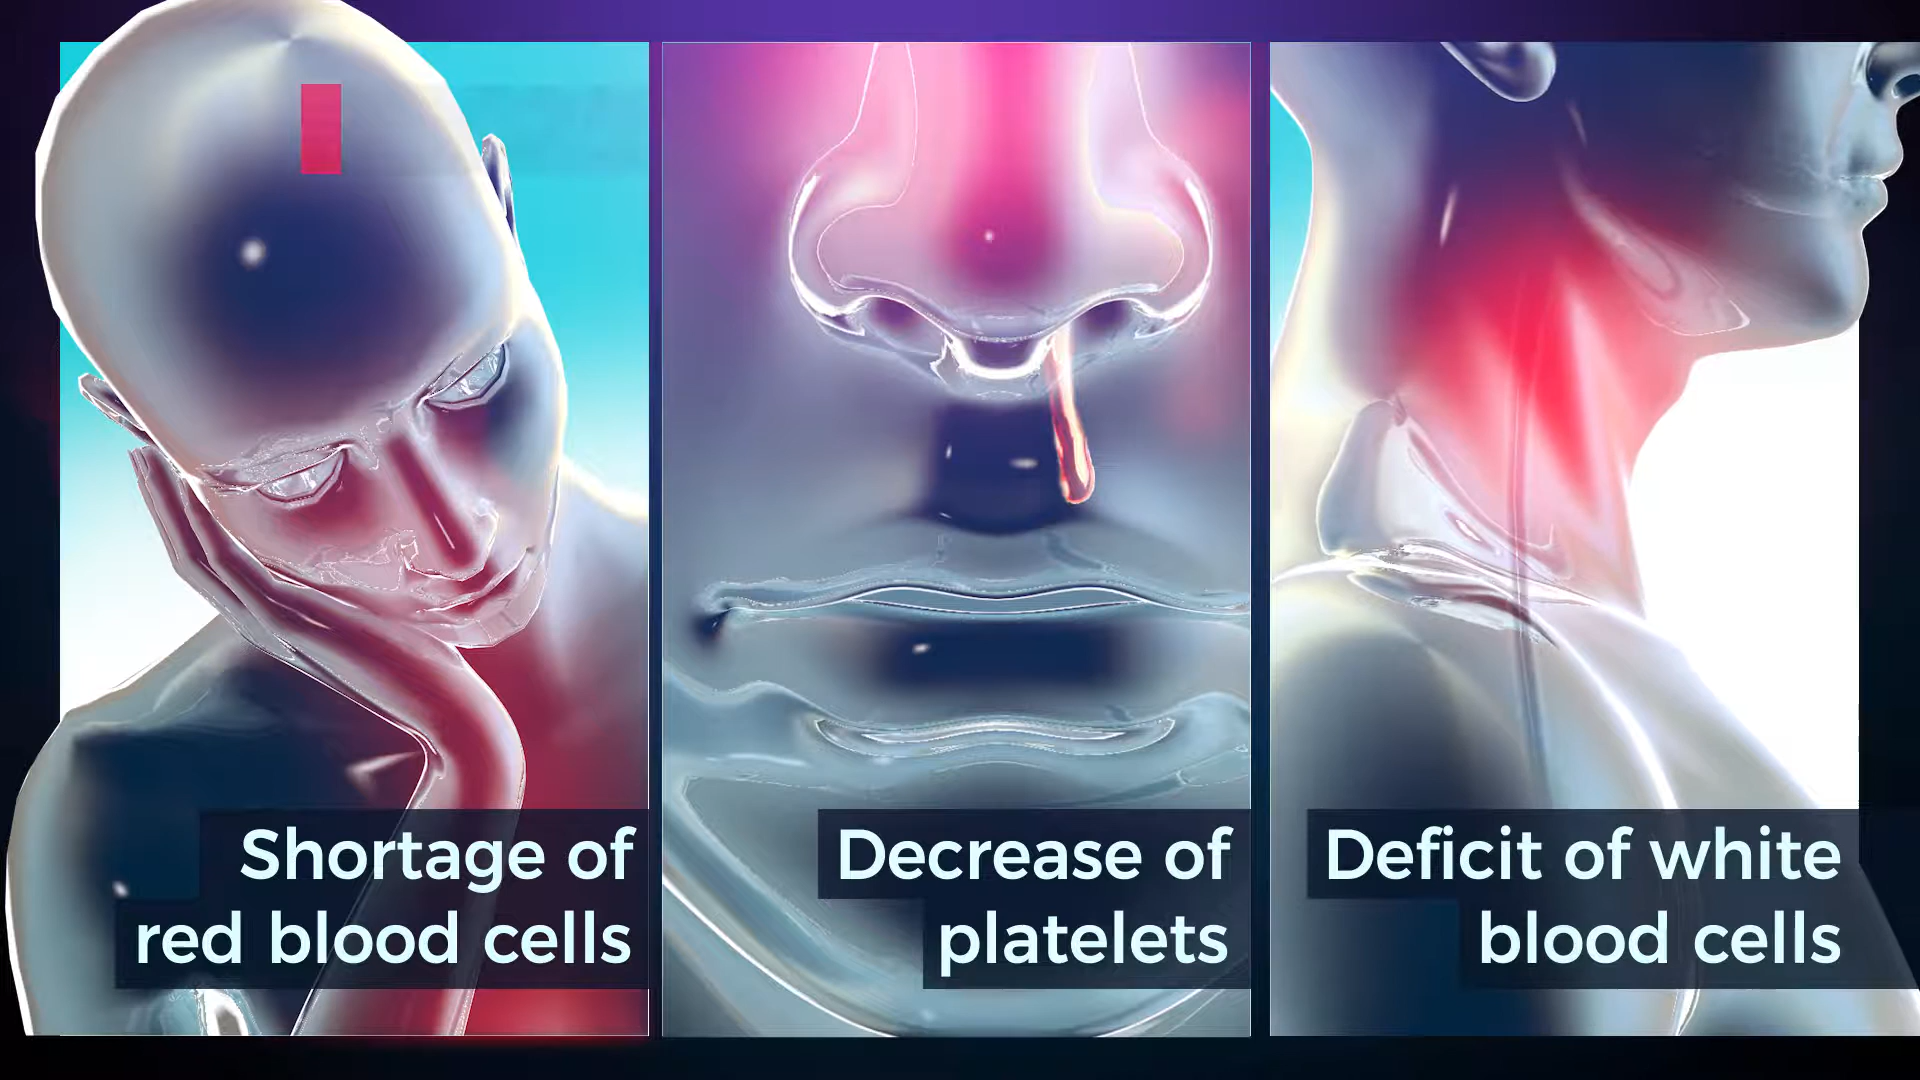 Shortage of
red blood cells
Decrease of
platelets
Deficit of white
blood cells